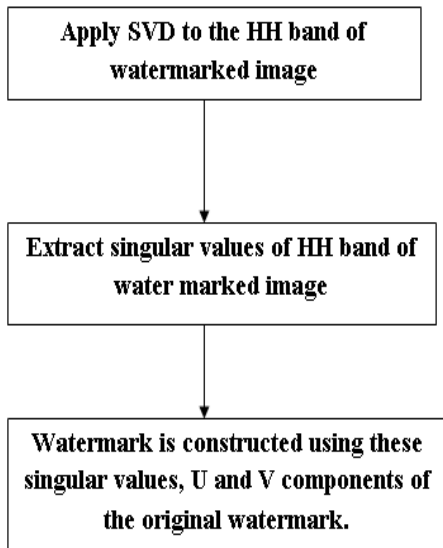 Apply SVD to the HH band of
watermarked image
Extract singular values of HH band of
water marked image
Watermark is constructed using these
singular values, U and V components of
the original watermark.